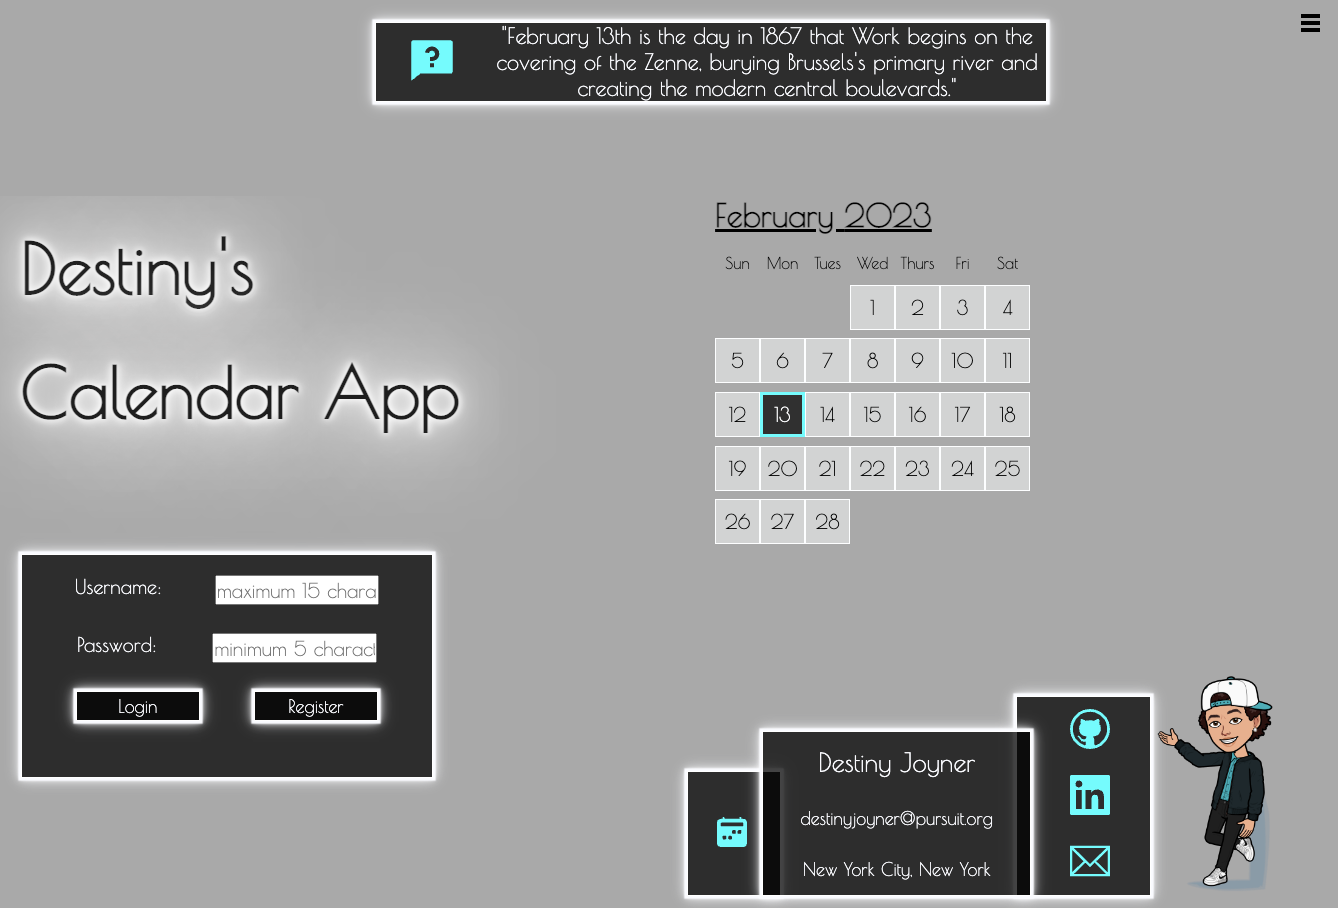 "February 13th is the day in 1867 that Work begins on the
covering of the Zenne, burying Brussels's primary river and
creating the modern central boulevards."
Destiny's
Calendar App
February 2023
Sun Mon Tues Wed Thurs Fri Sat
1 2 3 4
5 6 7 8 9 10 11
12 13 14 15 16 17 18
19 20 21 22 23 24 25
26 27 28
Username: maximum 15 chara
Password: minimum 5 charact
Login Register
Destiny Joyner
destinyjoyner@pursuit.org
New York City, New York
in